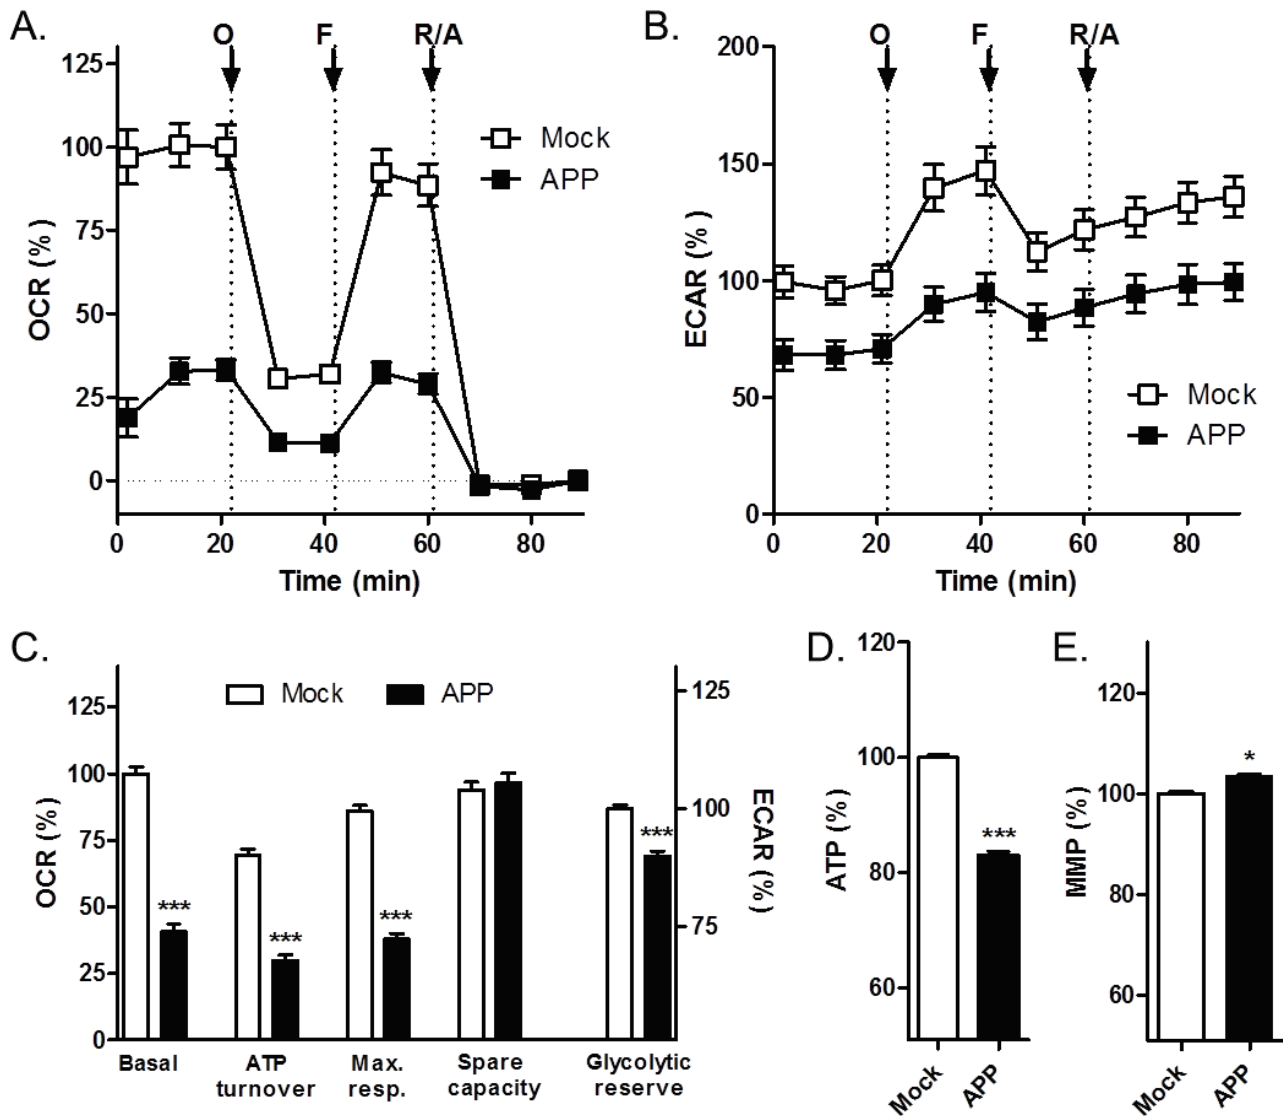 A.
O F R/A
125
100
75
50
25
0
OCR (%)
Mock
APP
0 20 40 60 80
Time (min)
B.
O F R/A
200
150
100
50
0
ECAR (%)
Mock
APP
0 20 40 60 80
Time (min)
C.
Mock APP
125
100
75
50
25
0
OCR (%)
125
100
75
ECAR (%)
***
***
***
***
Basal
ATP
turnover
Max.
resp.
Spare
capacity
Glycolytic
reserve
D.
120
100
80
60
ATP (%)
***
Mock
APP
E.
120
100
80
60
MMP (%)
*
Mock
APP